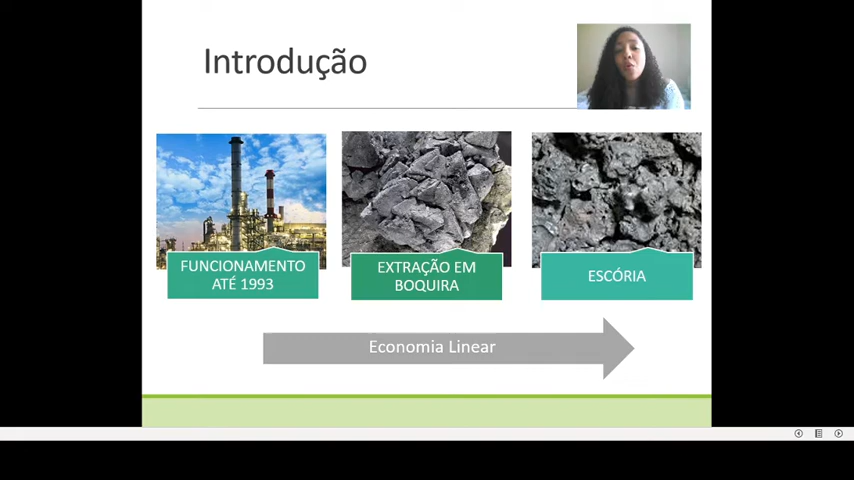 Introdução
FUNCIONAMENTO
ATÉ 1993
EXTRAÇÃO EM
BOQUIRA
ESCÓRIA
Economia Linear